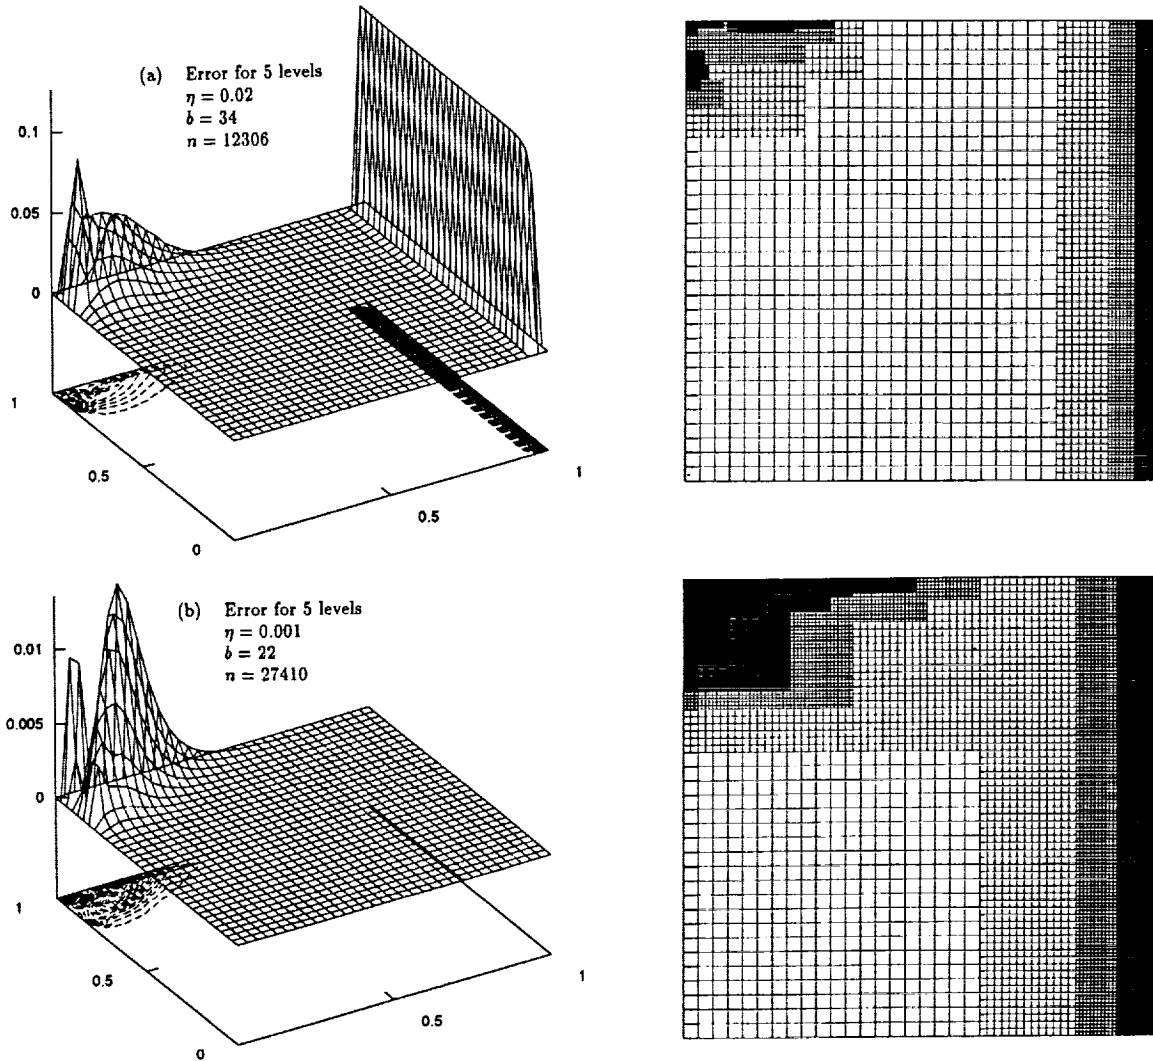 (a) Error for 5 levels
η = 0.02
b = 34
n = 12306
0.1
0.05
0
1
0.5
0
0.5
1
(b) Error for 5 levels
η = 0.001
b = 22
n = 27410
0.01
0.005
0
1
0.5
0
0.5
1